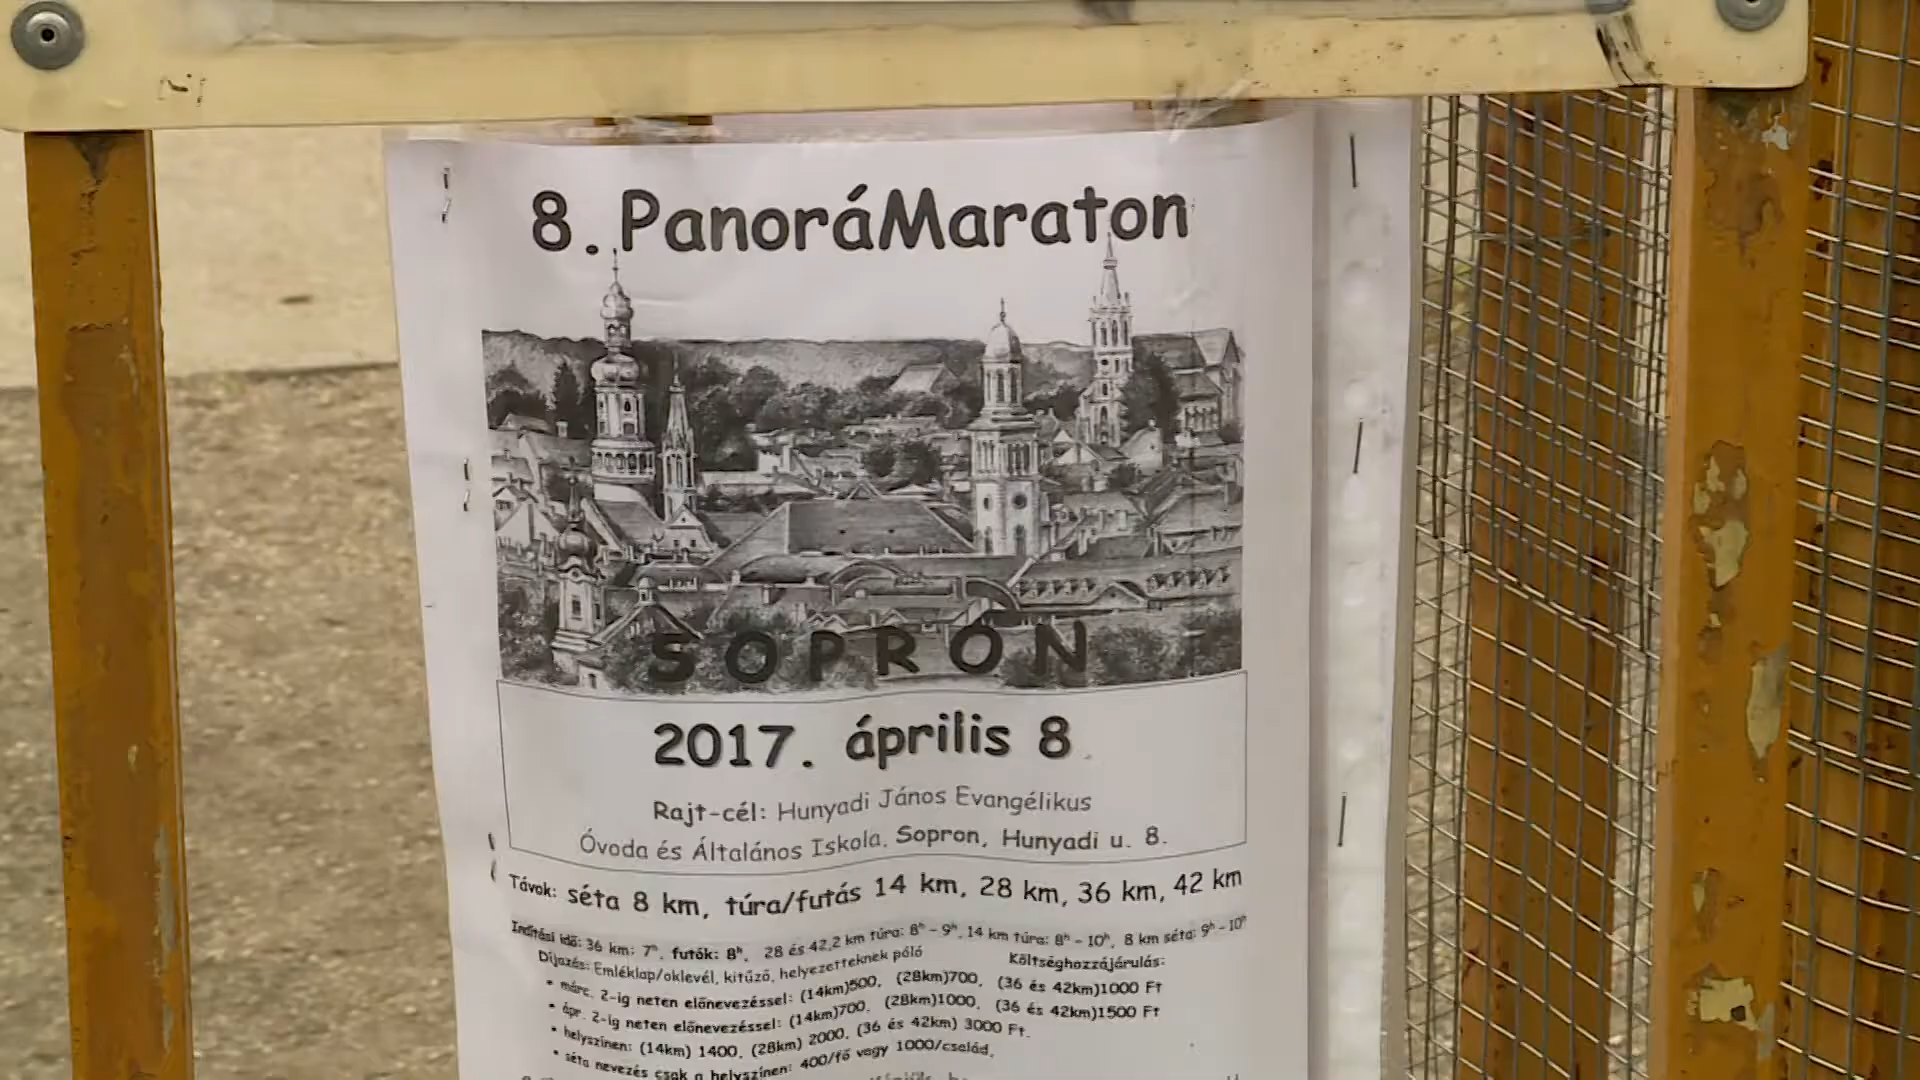 8. PanoráMaraton
SOPRON
2017. április 8
Rajt-cél: Hunyadi János Evangélikus
Óvoda és Általános Iskola. Sopron, Hunyadi u. 8.
Távok: séta 8 km, túra/futás 14 km, 28 km, 36 km, 42 km
Indítási idő: 36 km: 7ʰ, futók: 8ʰ, 28 és 42,2 km túra: 8ʰ - 9ʰ, 14 km túra: 8ʰ - 10ʰ, 8 km séta: 9ʰ - 10ʰ
Díjazás: Emléklap/oklevél, kitűző, helyezetteknek póló
Költséghozzájárulás:
• márc. 2-ig neten előnevezéssel: (14km)500, (28km)700, (36 és 42km)1000 Ft
• ápr. 2-ig neten előnevezéssel: (14km)700, (28km)1000, (36 és 42km)1500 Ft
• helyszínen: (14km) 1400, (28km) 2000, (36 és 42km) 3000 Ft.
• séta nevezés csak a helyszínen: 400/fő vagy 1000/család,